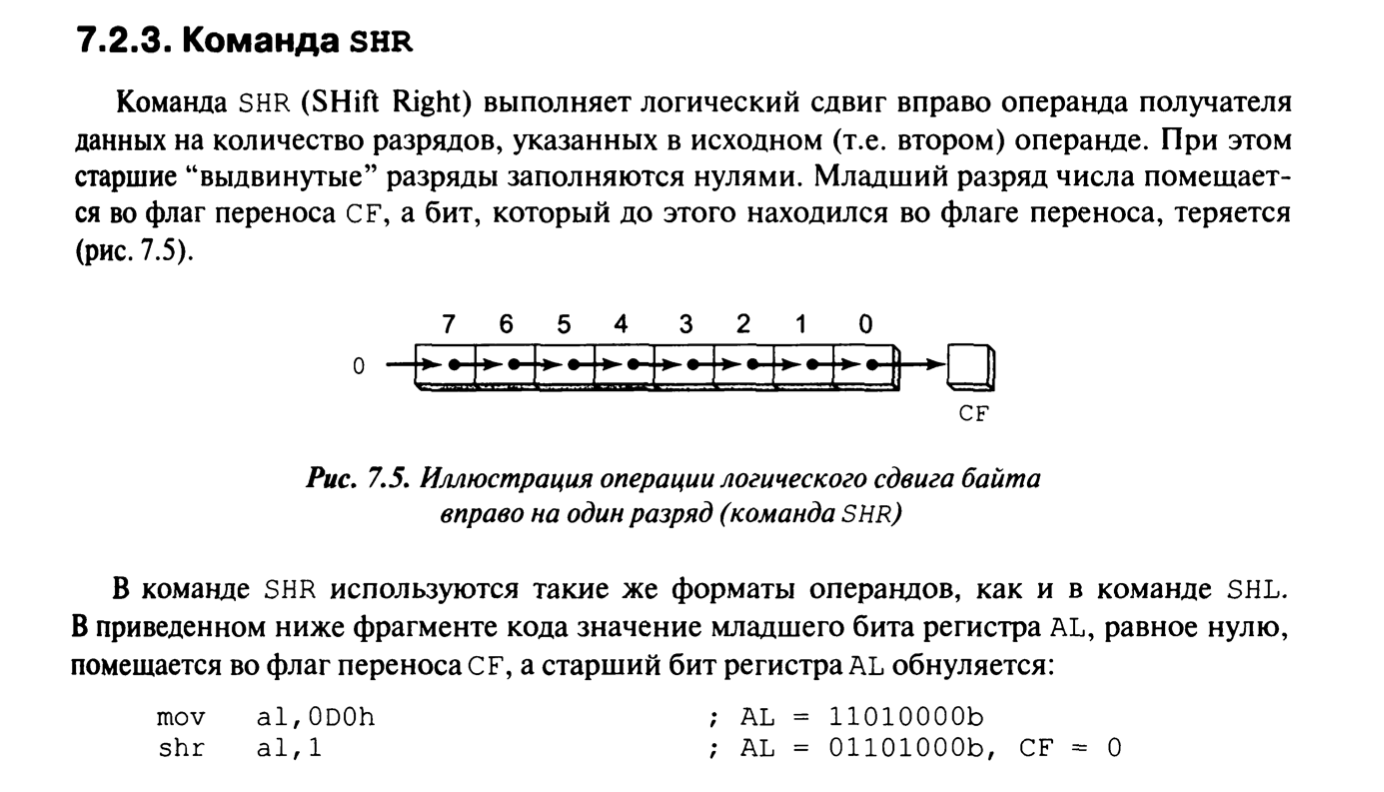 7.2.3. Команда SHR
Команда SHR (SHift Right) выполняет логический сдвиг вправо операнда получателя
данных на количество разрядов, указанных в исходном (т.е. втором) операнде. При этом
старшие “выдвинутые” разряды заполняются нулями. Младший разряд числа помещает-
ся во флаг переноса CF, а бит, который до этого находился во флаге переноса, теряется
(рис. 7.5).
7 6 5 4 3 2 1 0
0
CF
Рис. 7.5. Иллюстрация операции логического сдвига байта
вправо на один разряд (команда SHR)
В команде SHR используются такие же форматы операндов, как и в команде SHL.
В приведенном ниже фрагменте кода значение младшего бита регистра AL, равное нулю,
помещается во флаг переноса CF, а старший бит регистра AL обнуляется:
mov al,0D0h ; AL = 11010000b
shr al,1 ; AL = 01101000b, CF = 0